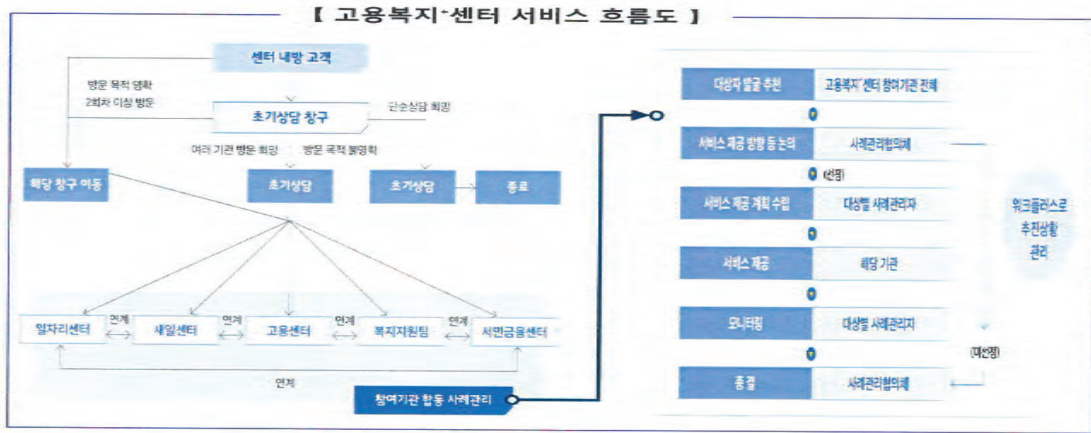 【 고용복지⁺센터 서비스 흐름도 】
센터 내방 고객
방문 목적 명확
2회차 이상 방문
초기상담 창구
단순상담 희망
여러 기관 방문 희망
방문 목적 불명확
해당 창구 이동
초기상담
초기상담
종료
일자리센터
연계
새일센터
연계
고용센터
연계
복지지원팀
연계
서민금융센터
연계
참여기관 합동 사례관리
대상자 발굴 추천
고용복지⁺센터 참여기관 전체
서비스 제공 방향 등 논의
사례관리협의체
(선정)
서비스 제공 계획 수립
대상별 사례관리자
서비스 제공
해당 기관
모니터링
대상별 사례관리자
(미선정)
종결
사례관리협의체
워크플러스로
추진상황
관리